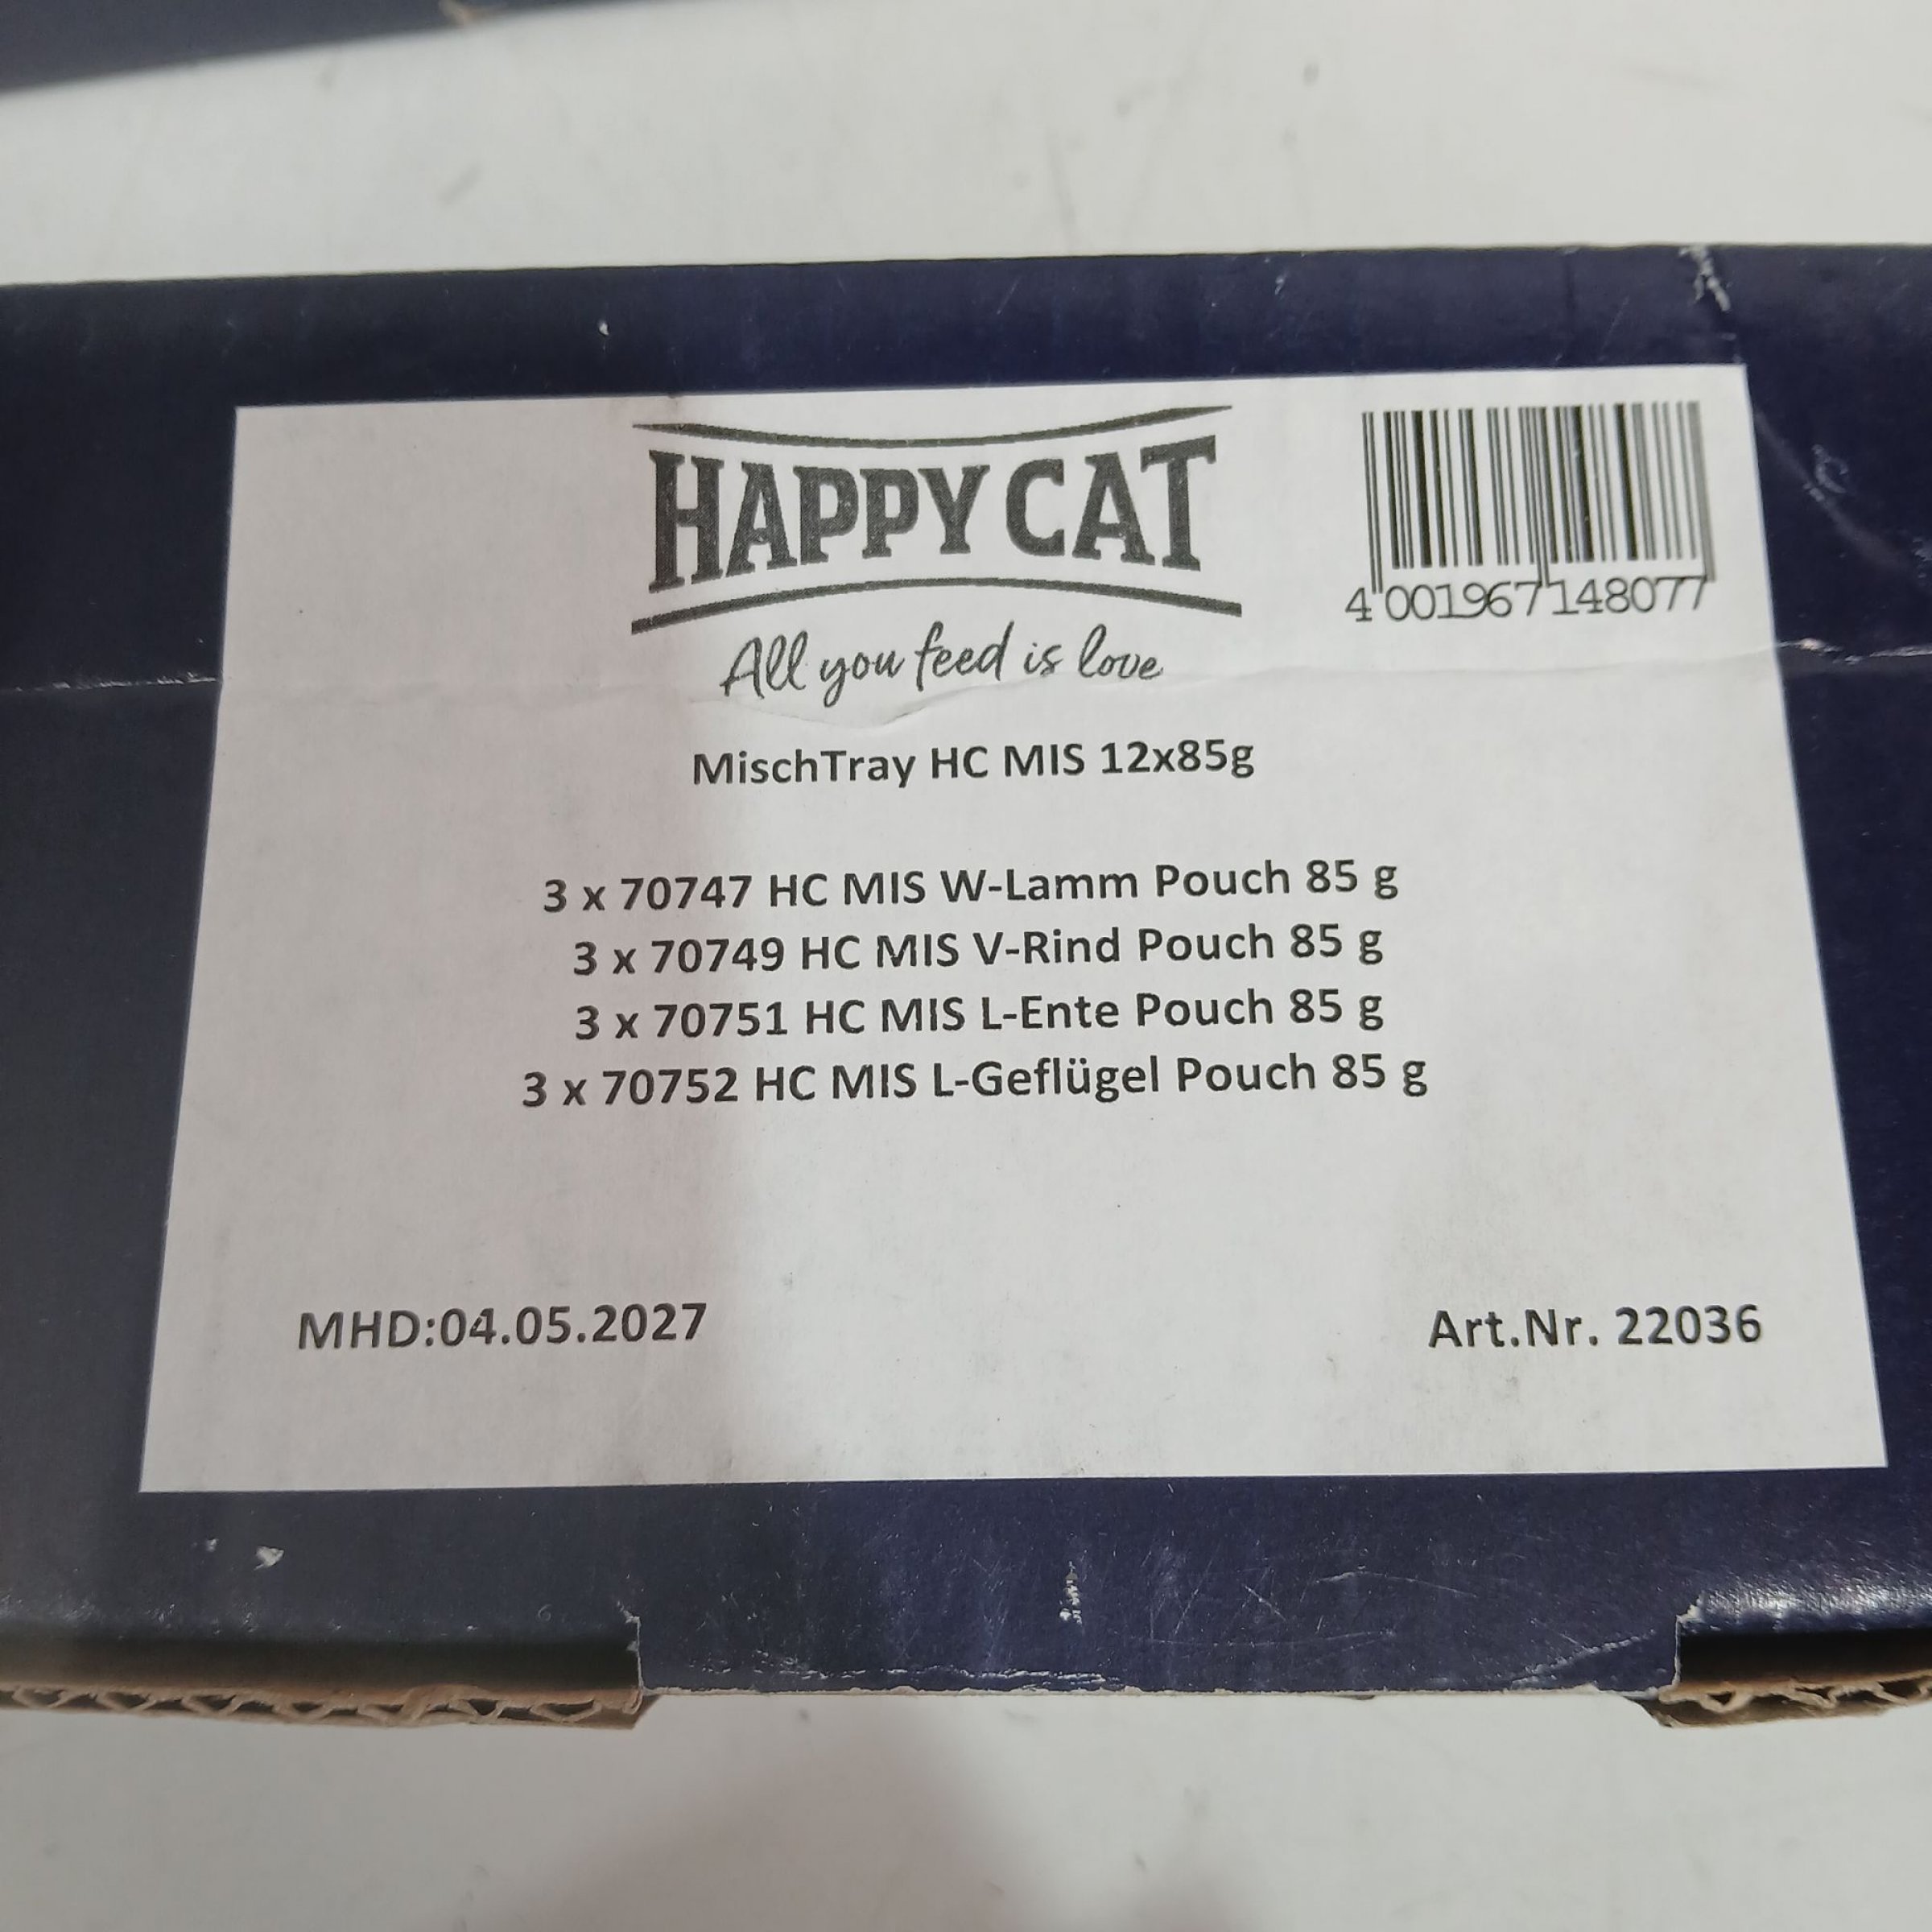 HAPPY CAT
All you feed is love
4 001967 148077
MischTray HC MIS 12x85g
3 x 70747 HC MIS W-Lamm Pouch 85 g
3 x 70749 HC MIS V-Rind Pouch 85 g
3 x 70751 HC MIS L-Ente Pouch 85 g
3 x 70752 HC MIS L-Geflügel Pouch 85 g
MHD:04.05.2027
Art.Nr. 22036